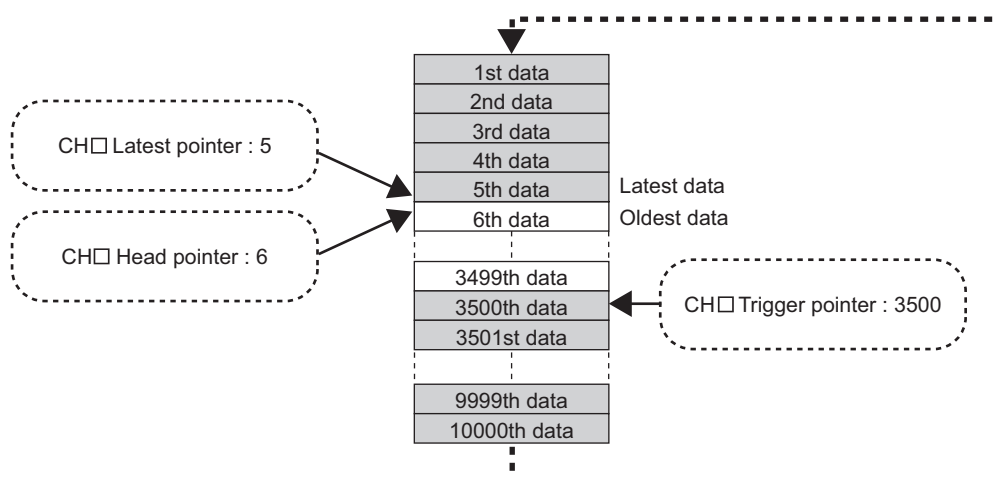 1st data
2nd data
3rd data
CH□ Latest pointer : 5
4th data
5th data
Latest data
6th data
Oldest data
CH□ Head pointer : 6
3499th data
3500th data
CH□ Trigger pointer : 3500
3501st data
9999th data
10000th data